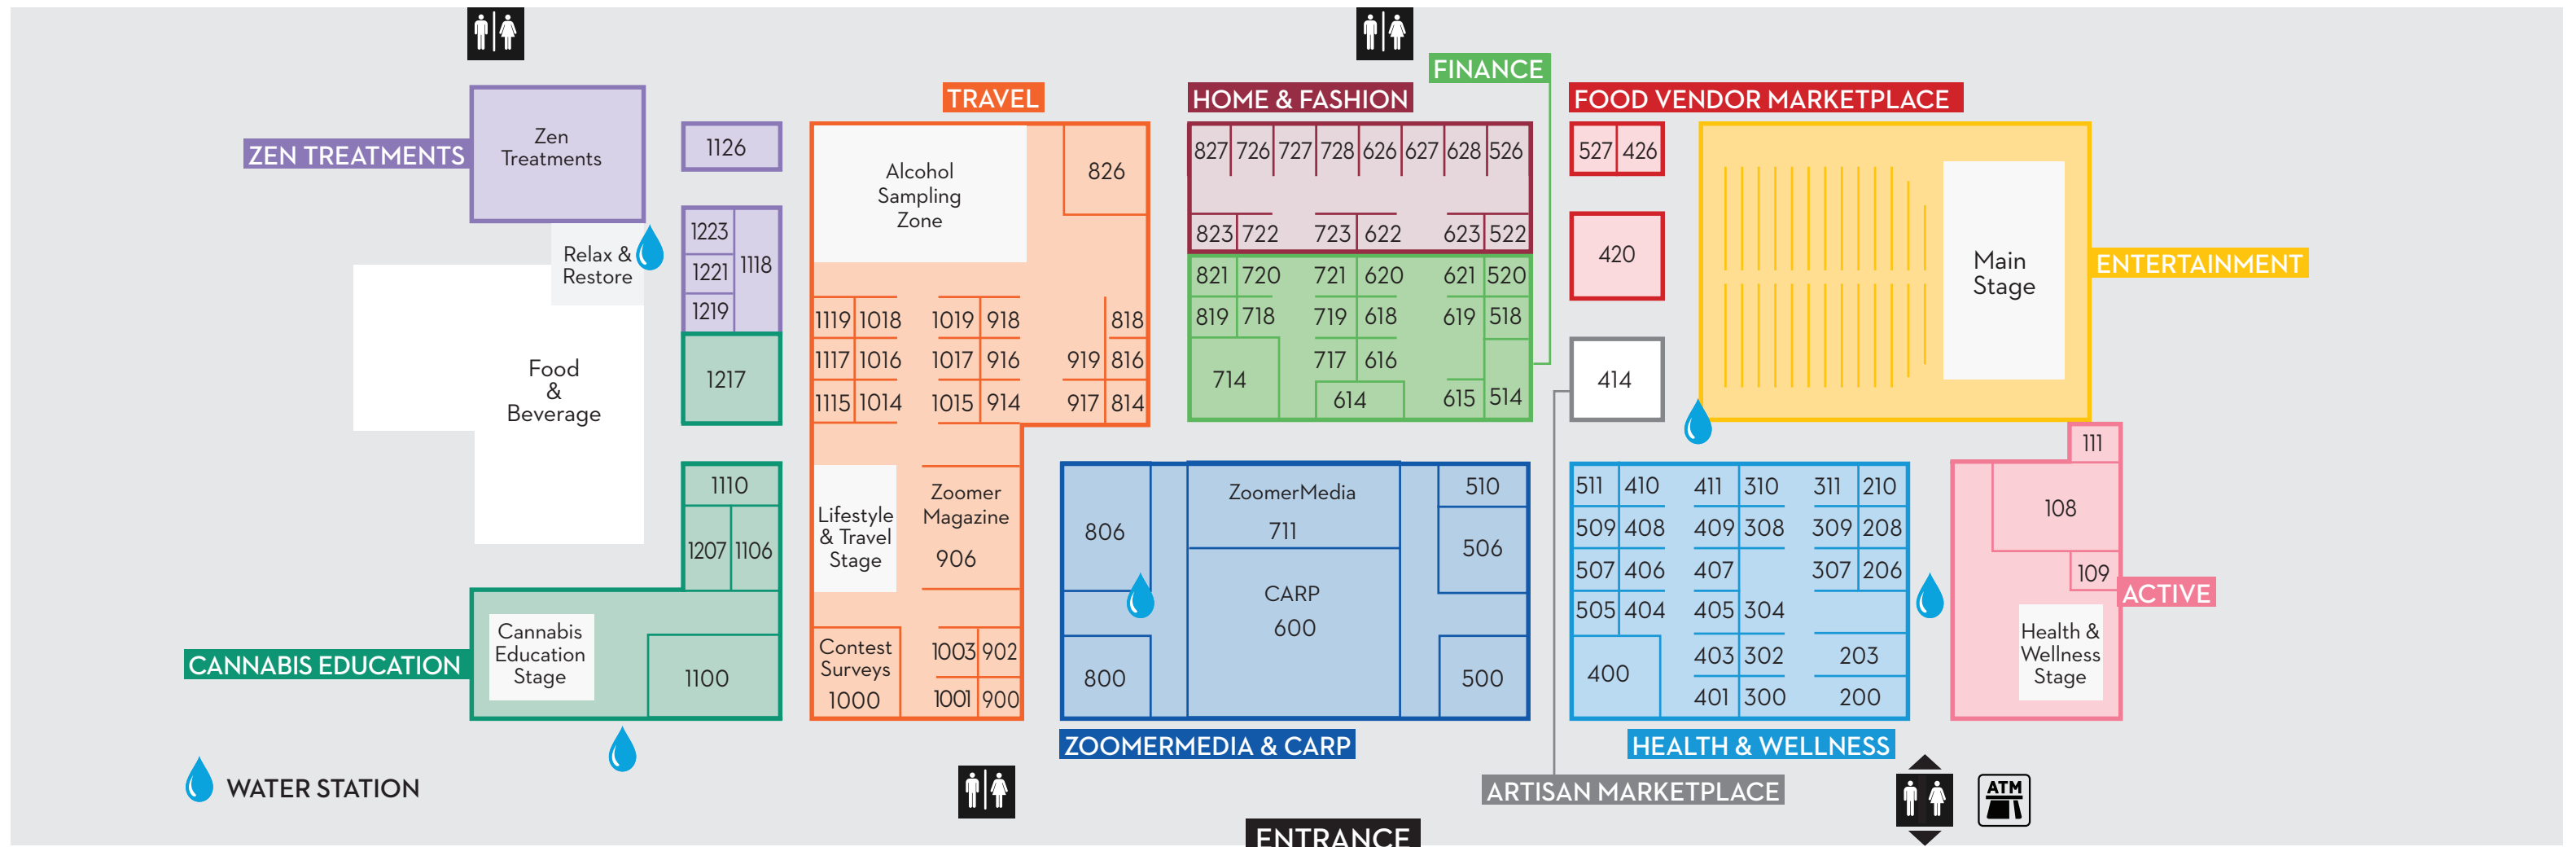 FINANCE
TRAVEL
HOME & FASHION
FOOD VENDOR MARKETPLACE
ZEN TREATMENTS
Zen
Treatments
1126
Alcohol
Sampling
Zone
826
827 726 727 728 626 627 628 526
527 426
1223
1118
1221
1219
Relax &
Restore
823 722 723 622 623 522
420
Main
Stage
ENTERTAINMENT
821 720 721 620 621 520
819 718 719 618 619 518
717 616
714
614
615 514
1119 1018 1019 918 818
1117 1016 1017 916 919 816
1115 1014 1015 914 917 814
Food
&
Beverage
1217
414
111
1110
1207 1106
Lifestyle
& Travel
Stage
Zoomer
Magazine
906
806
ZoomerMedia
711
510
506
CARP
600
511 410 411 310 311 210
509 408 409 308 309 208
507 406 407 307 206
505 404 405 304
403 302 203
400
401 300 200
108
109
ACTIVE
Health &
Wellness
Stage
CANNABIS EDUCATION
Cannabis
Education
Stage
1100
Contest
Surveys
1000
1003 902
1001 900
800
500
ZOOMERMEDIA & CARP
HEALTH & WELLNESS
WATER STATION
ARTISAN MARKETPLACE
ATM
ENTRANCE